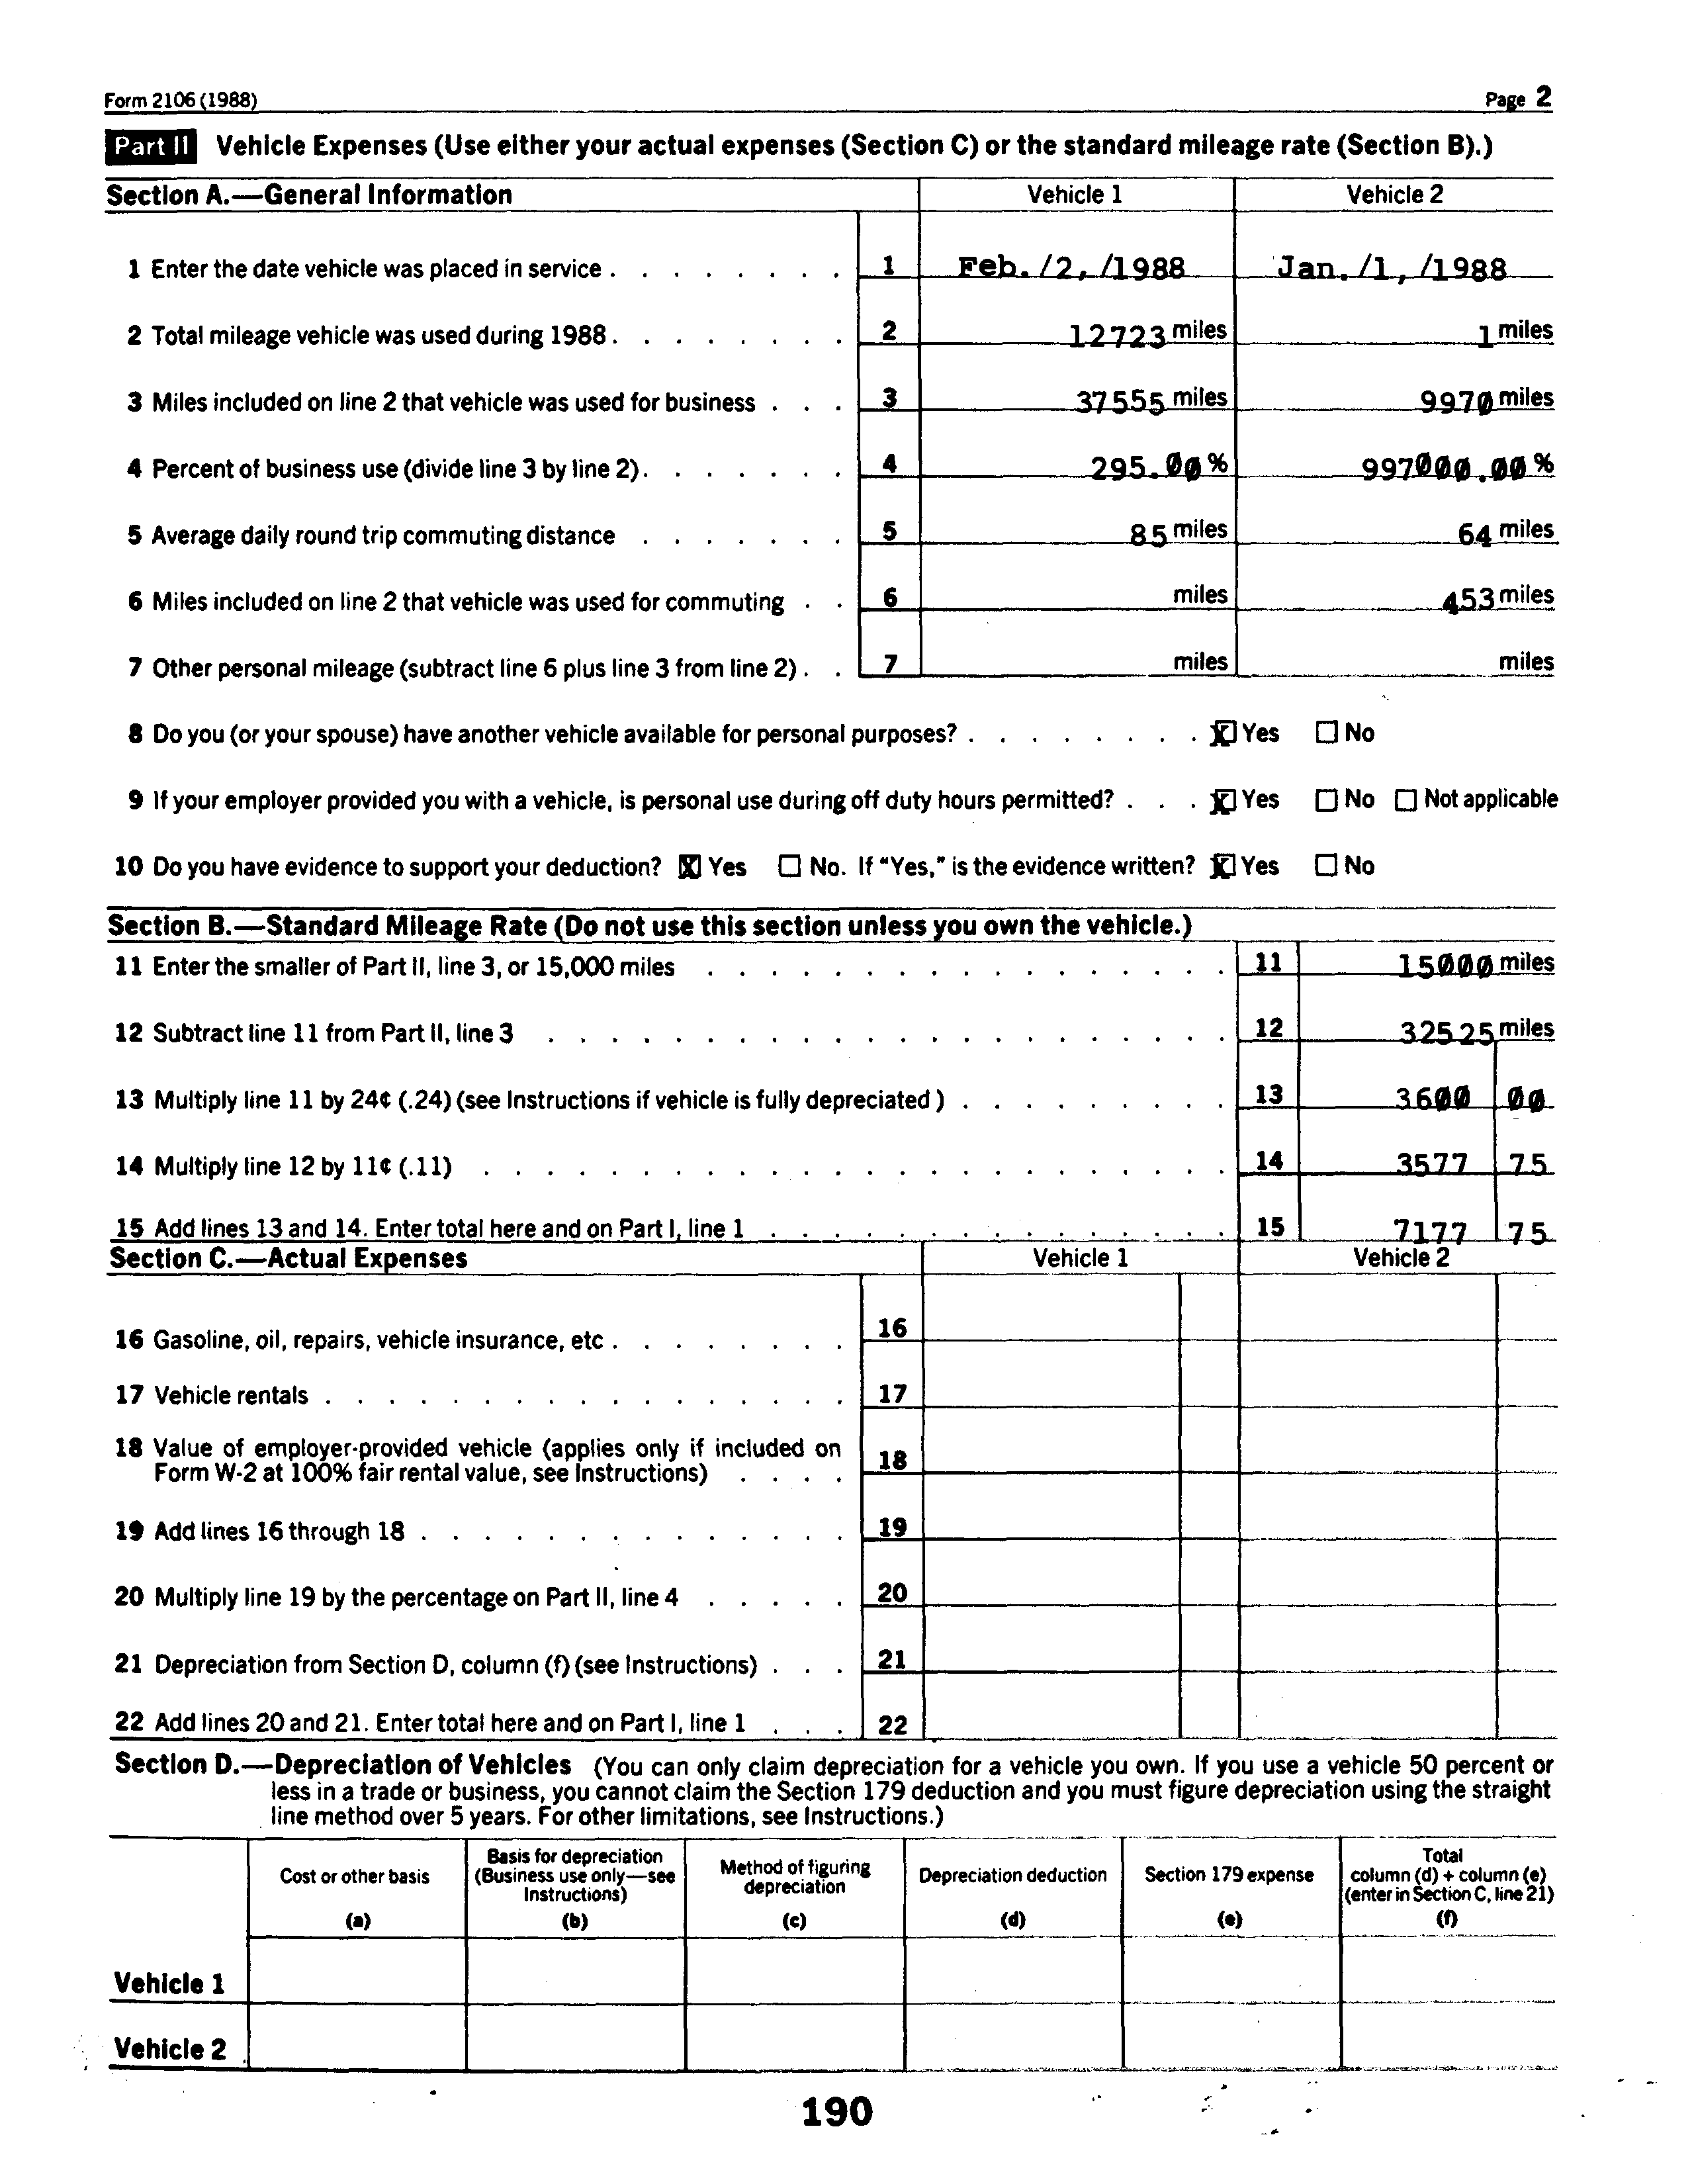 Form 2106 (1988) Page 2
Part II Vehicle Expenses (Use either your actual expenses (Section C) or the standard mileage rate (Section B).)
Section A.—General Information Vehicle 1 Vehicle 2
1 Enter the date vehicle was placed in service . . . . . . . . 1 Feb. /2, /1988 Jan. /1, /1988
2 Total mileage vehicle was used during 1988 . . . . . . . . 2 12723 miles 1 miles
3 Miles included on line 2 that vehicle was used for business . . . 3 37555 miles 9970 miles
4 Percent of business use (divide line 3 by line 2) . . . . . . . 4 295.00 % 997000.00 %
5 Average daily round trip commuting distance . . . . . . . 5 85 miles 64 miles
6 Miles included on line 2 that vehicle was used for commuting . . 6 miles 453 miles
7 Other personal mileage (subtract line 6 plus line 3 from line 2) . . 7 miles miles
8 Do you (or your spouse) have another vehicle available for personal purposes? . . . . . . . . X Yes ☐ No
9 If your employer provided you with a vehicle, is personal use during off duty hours permitted? . . . X Yes ☐ No ☐ Not applicable
10 Do you have evidence to support your deduction? X Yes ☐ No. If "Yes," is the evidence written? X Yes ☐ No
Section B.—Standard Mileage Rate (Do not use this section unless you own the vehicle.)
11 Enter the smaller of Part II, line 3, or 15,000 miles . . . . . . . . . . . . . . . . . 11 15000 miles
12 Subtract line 11 from Part II, line 3 . . . . . . . . . . . . . . . . . . . . . . 12 32525 miles
13 Multiply line 11 by 24¢ (.24) (see Instructions if vehicle is fully depreciated ) . . . . . . . . . 13 3600 00
14 Multiply line 12 by 11¢ (.11) . . . . . . . . . . . . . . . . . . . . . . . . 14 3577 75
15 Add lines 13 and 14. Enter total here and on Part I, line 1 . . . . . . . . . . . . . . . 15 7177 75
Section C.—Actual Expenses Vehicle 1 Vehicle 2
16 Gasoline, oil, repairs, vehicle insurance, etc . . . . . . . . 16
17 Vehicle rentals . . . . . . . . . . . . . . . . . 17
18 Value of employer-provided vehicle (applies only if included on
Form W-2 at 100% fair rental value, see Instructions) . . . . 18
19 Add lines 16 through 18 . . . . . . . . . . . . . . 19
20 Multiply line 19 by the percentage on Part II, line 4 . . . . . 20
21 Depreciation from Section D, column (f) (see Instructions) . . . 21
22 Add lines 20 and 21. Enter total here and on Part I, line 1 . . . 22
Section D.—Depreciation of Vehicles (You can only claim depreciation for a vehicle you own. If you use a vehicle 50 percent or
less in a trade or business, you cannot claim the Section 179 deduction and you must figure depreciation using the straight
line method over 5 years. For other limitations, see Instructions.)
Cost or other basis
(a)
Basis for depreciation
(Business use only—see
Instructions)
(b)
Method of figuring
depreciation
(c)
Depreciation deduction
(d)
Section 179 expense
(e)
Total
column (d) + column (e)
(enter in Section C, line 21)
(f)
Vehicle 1
Vehicle 2
190